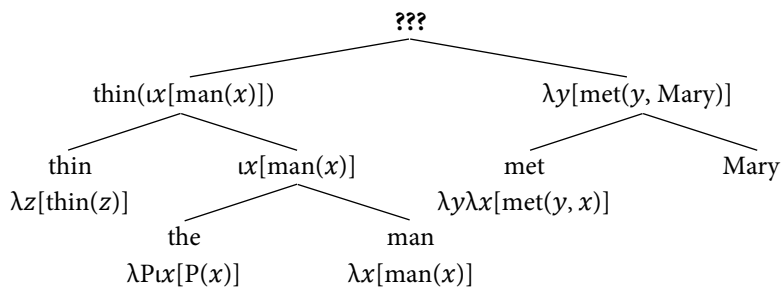 ???
thin(ιx[man(x)]) λy[met(y, Mary)]
thin ιx[man(x)] met Mary
λz[thin(z)] λyλx[met(y, x)]
the man
λPιx[P(x)] λx[man(x)]